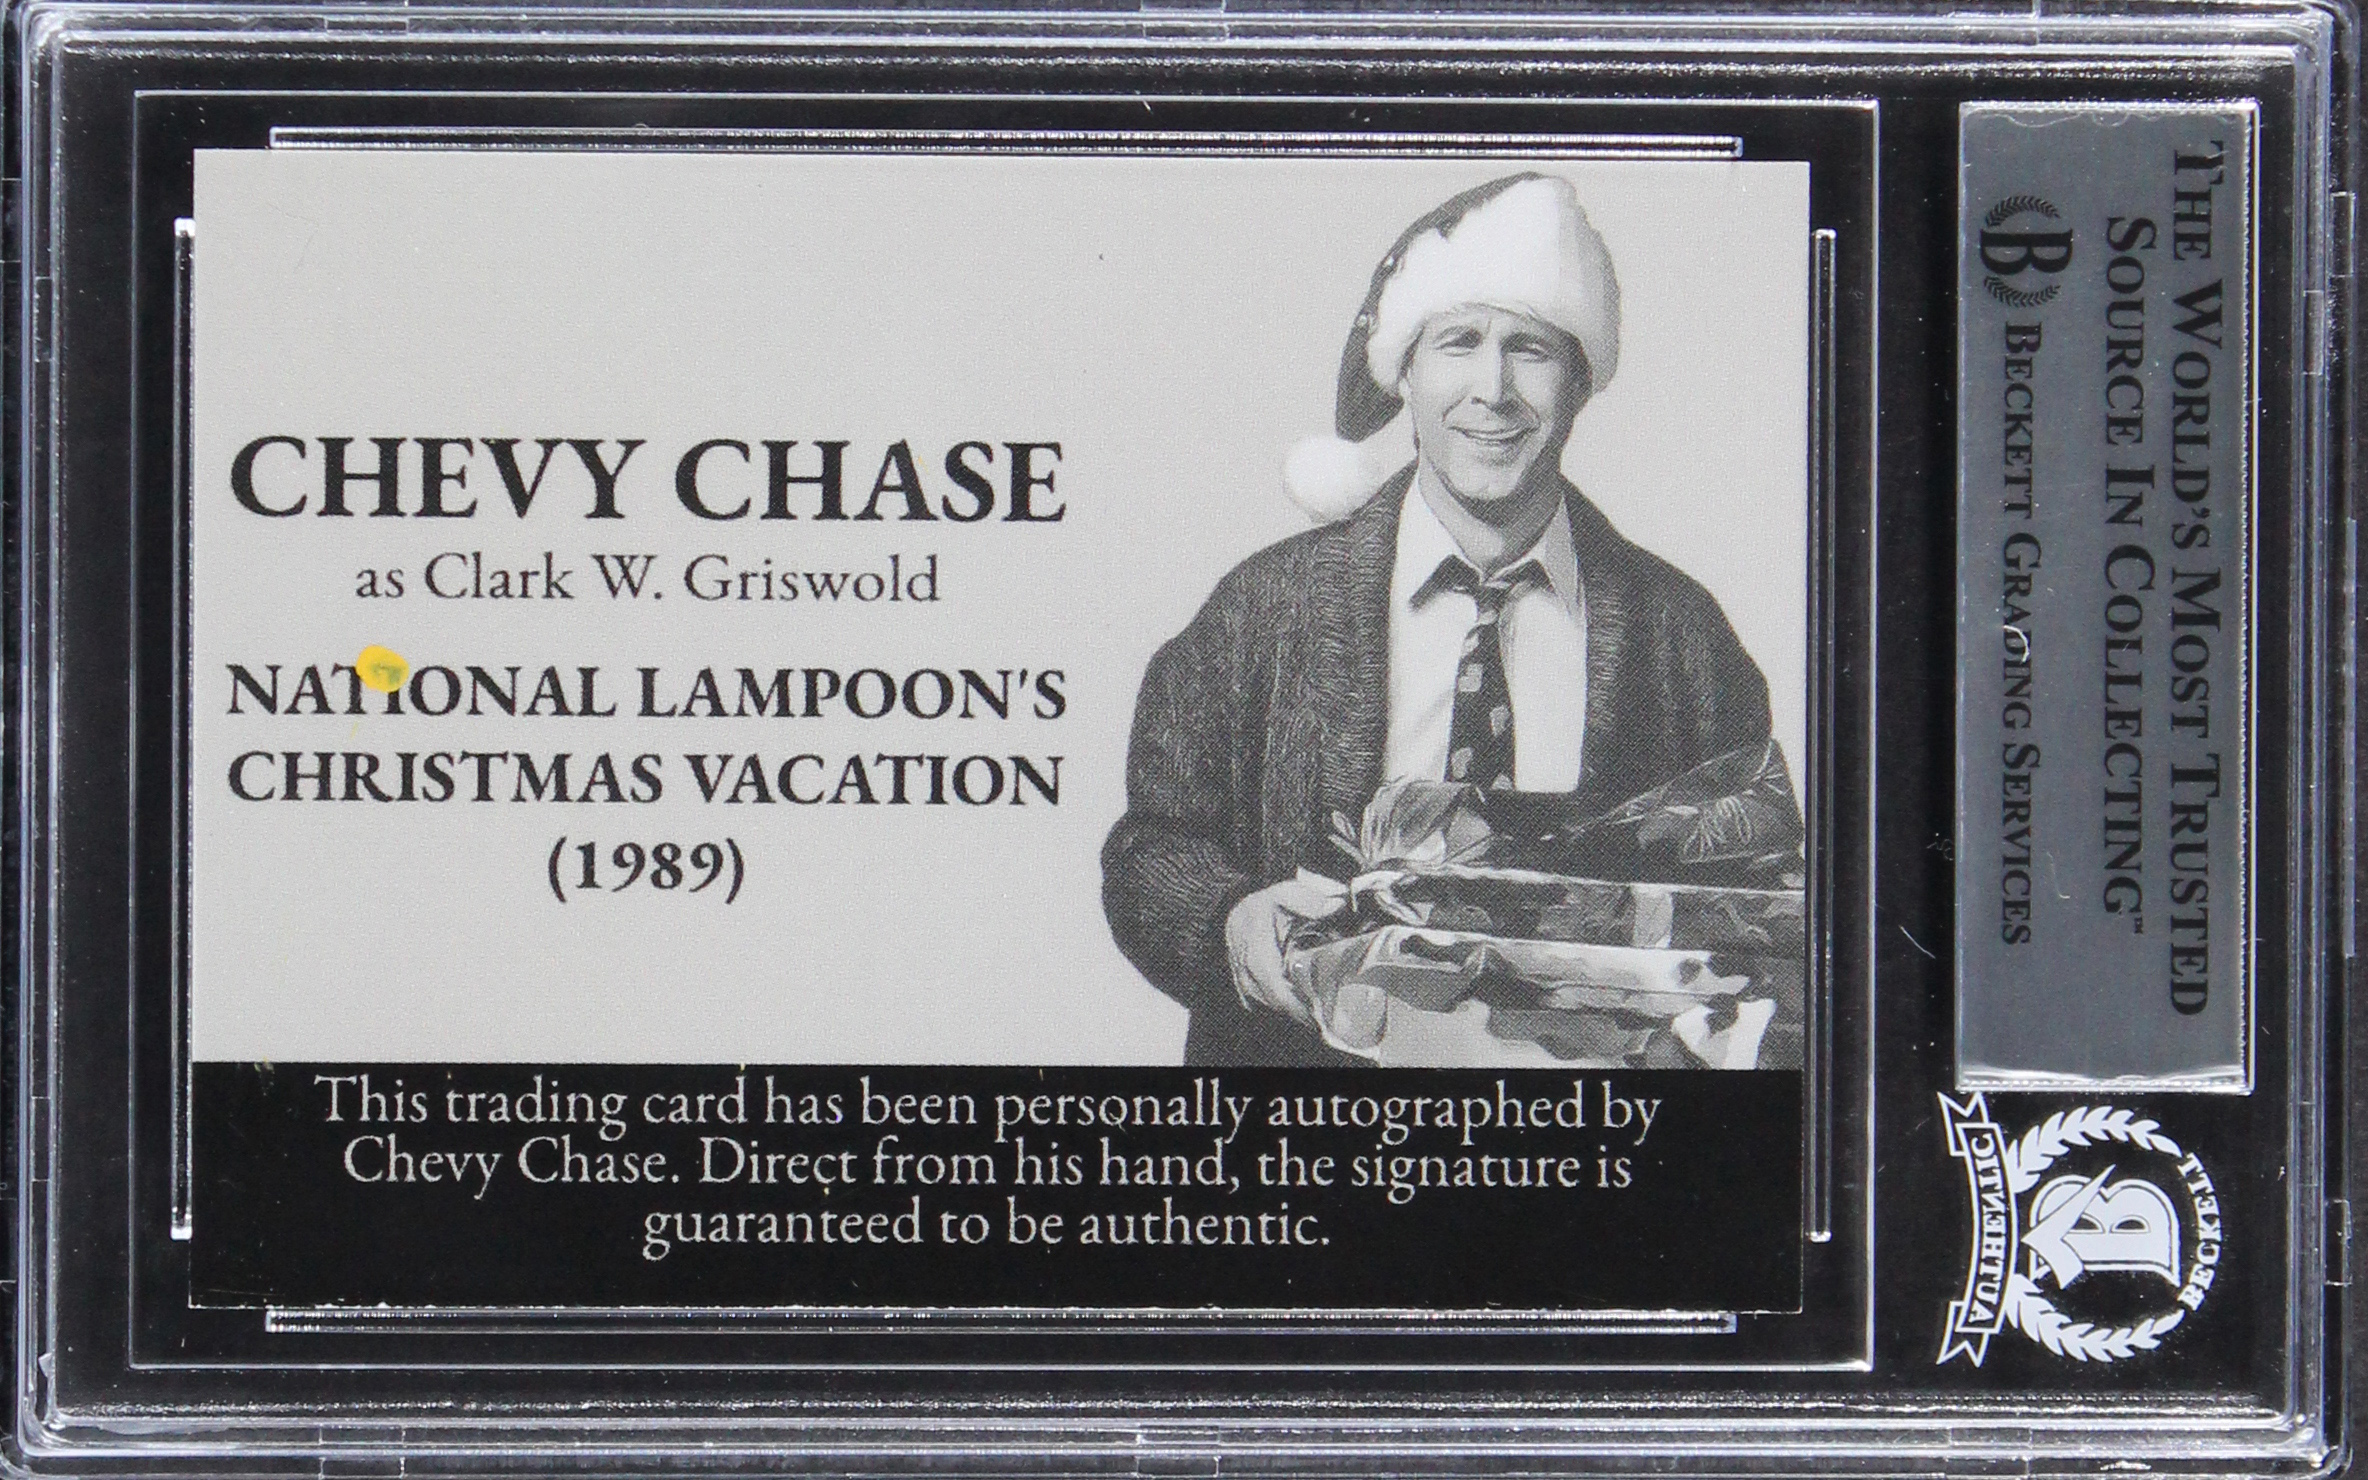 CHEVY CHASE
as Clark W. Griswold
NATIONAL LAMPOON'S
CHRISTMAS VACATION
(1989)
This trading card has been personally autographed by
Chevy Chase. Direct from his hand, the signature is
guaranteed to be authentic.
THE WORLD'S MOST TRUSTED
SOURCE IN COLLECTING™
B BECKETT GRADING SERVICES
AUTHENTIC
B
BECKETT